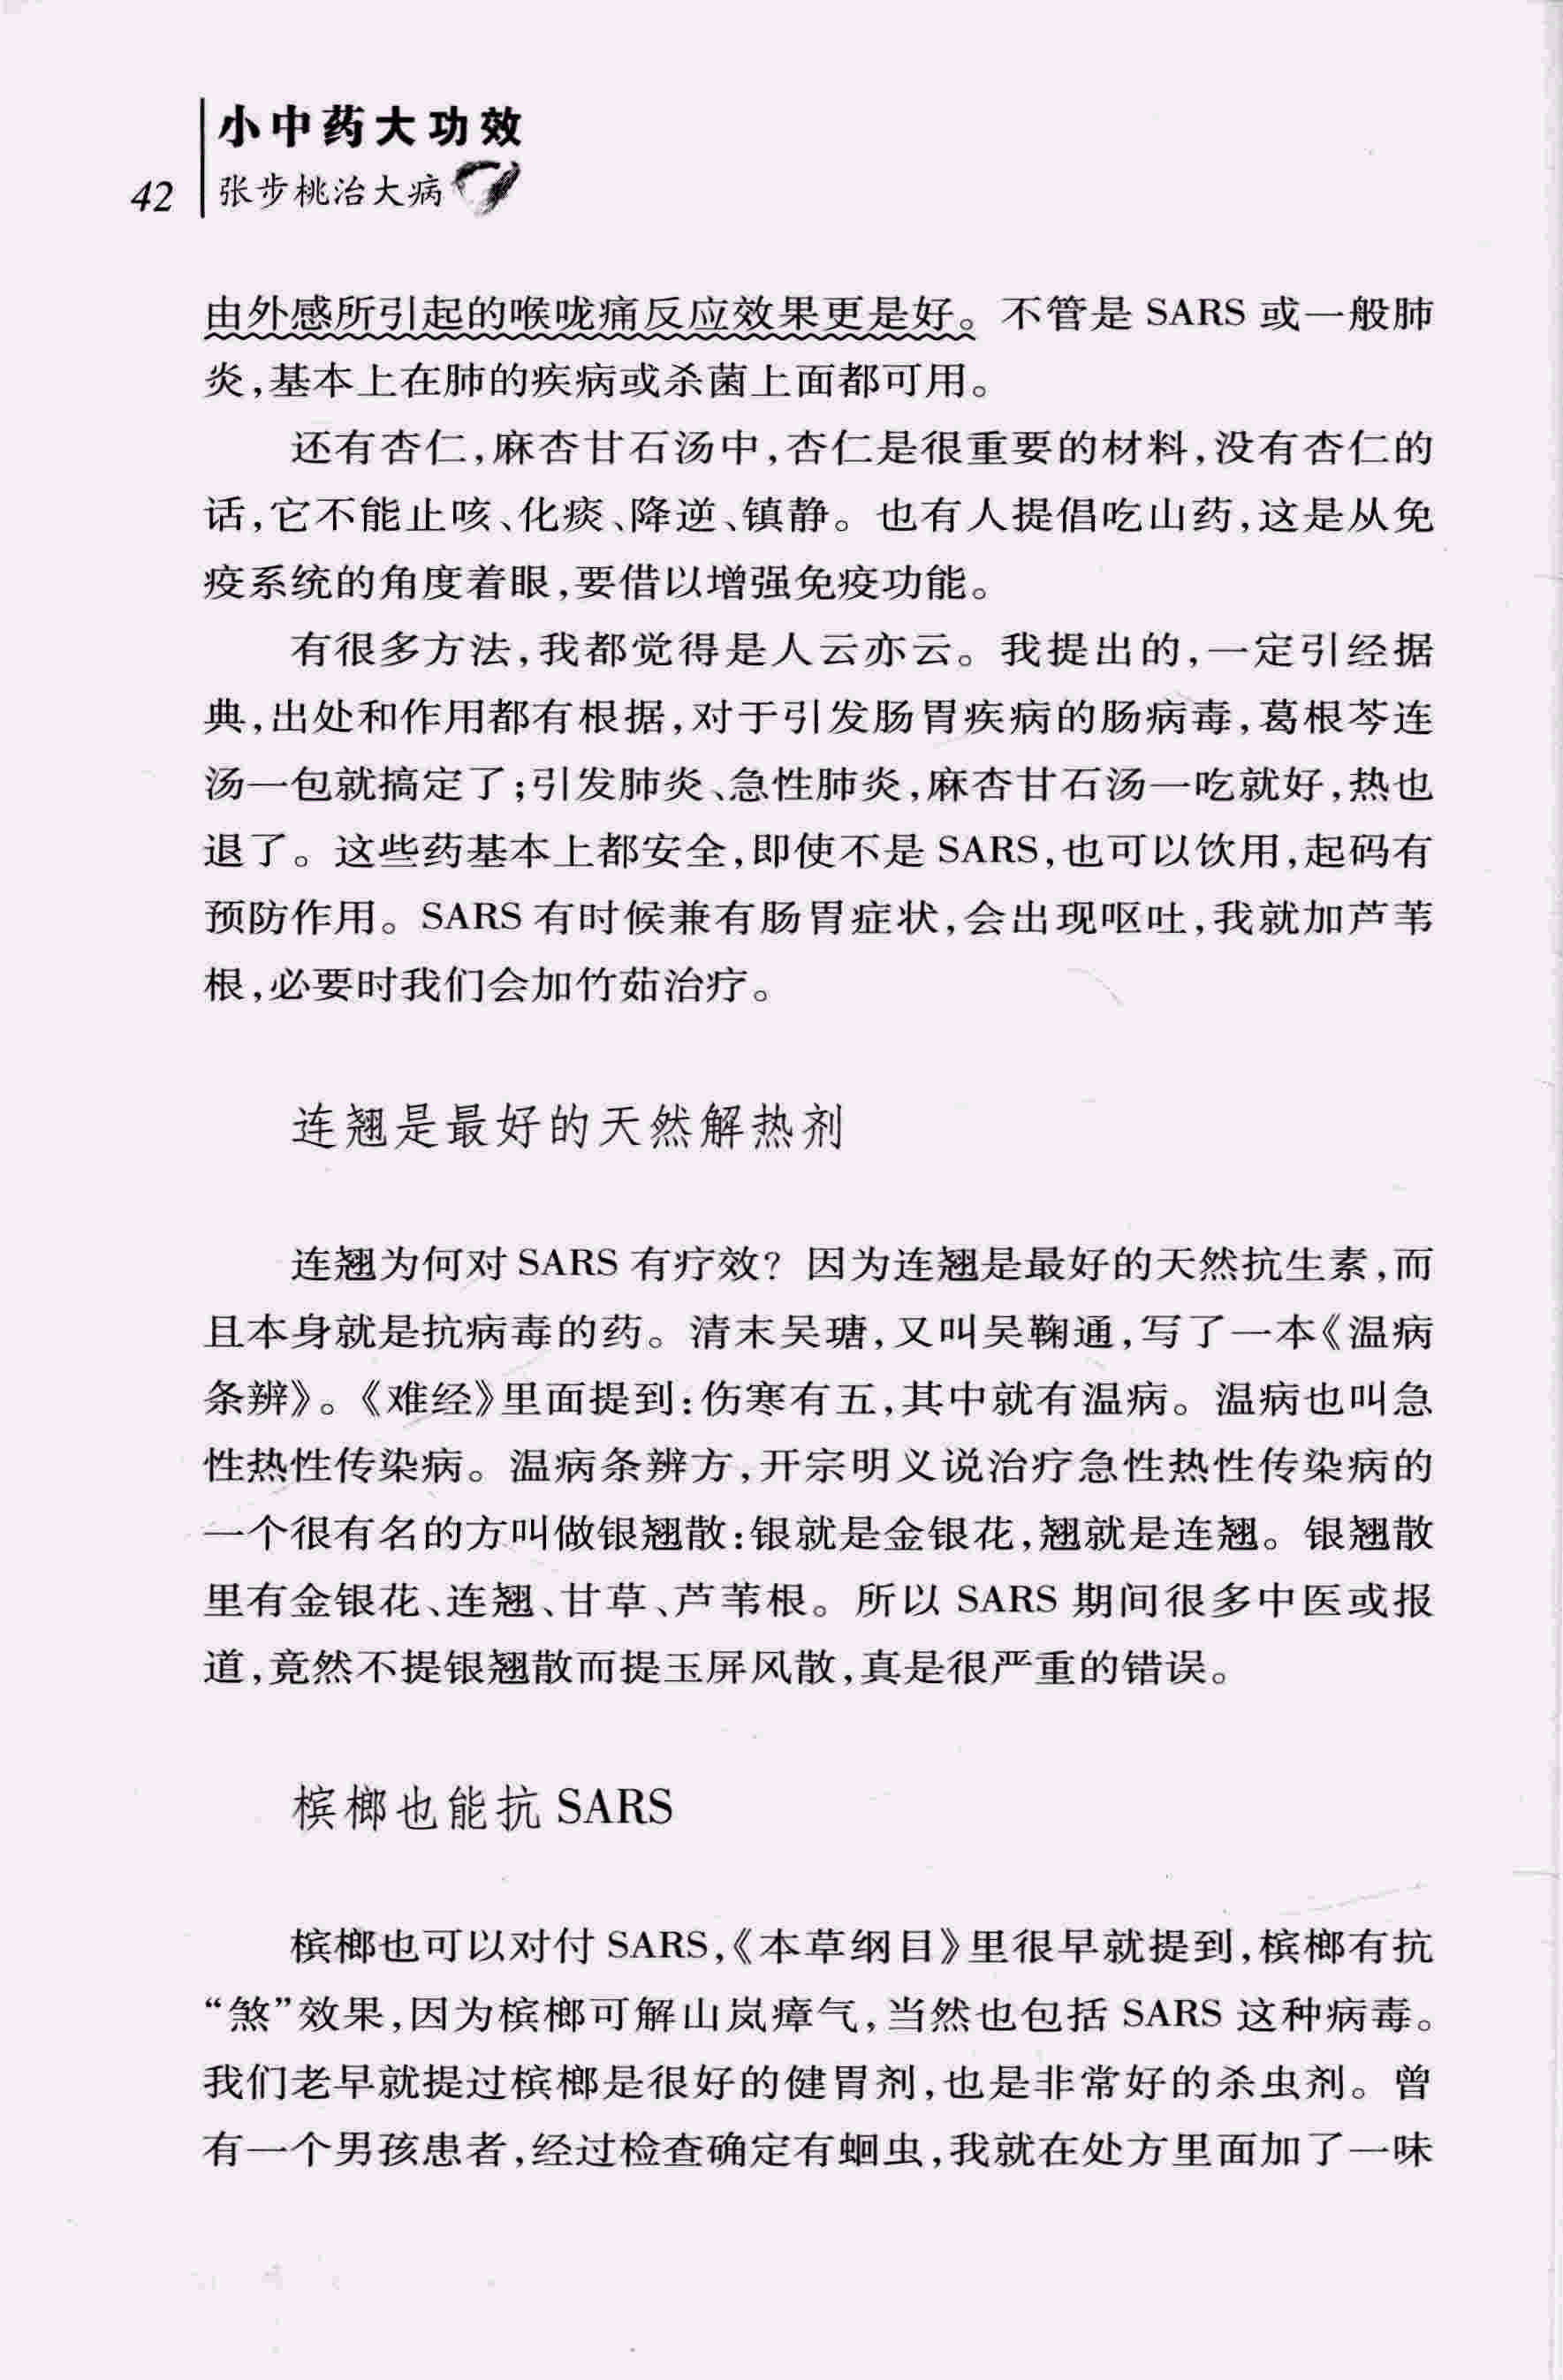 小中药大功效
42
张步桃治大病
由外感所引起的喉咙痛反应效果更是好。不管是 SARS 或一般肺
炎,基本上在肺的疾病或杀菌上面都可用。
还有杏仁,麻杏甘石汤中,杏仁是很重要的材料,没有杏仁的
话,它不能止咳、化痰、降逆、镇静。也有人提倡吃山药,这是从免
疫系统的角度着眼,要借以增强免疫功能。
有很多方法,我都觉得是人云亦云。我提出的,一定引经据
典,出处和作用都有根据,对于引发肠胃疾病的肠病毒,葛根芩连
汤一包就搞定了;引发肺炎、急性肺炎,麻杏甘石汤一吃就好,热也
退了。这些药基本上都安全,即使不是 SARS,也可以饮用,起码有
预防作用。SARS 有时候兼有肠胃症状,会出现呕吐,我就加芦苇
根,必要时我们会加竹茹治疗。
连翘是最好的天然解热剂
连翘为何对 SARS 有疗效? 因为连翘是最好的天然抗生素,而
且本身就是抗病毒的药。清末吴瑭,又叫吴鞠通,写了一本《温病
条辨》。《难经》里面提到:伤寒有五,其中就有温病。温病也叫急
性热性传染病。温病条辨方,开宗明义说治疗急性热性传染病的
一个很有名的方叫做银翘散:银就是金银花,翘就是连翘。银翘散
里有金银花、连翘、甘草、芦苇根。所以 SARS 期间很多中医或报
道,竟然不提银翘散而提玉屏风散,真是很严重的错误。
槟榔也能抗 SARS
槟榔也可以对付 SARS,《本草纲目》里很早就提到,槟榔有抗
“煞”效果,因为槟榔可解山岚瘴气,当然也包括 SARS 这种病毒。
我们老早就提过槟榔是很好的健胃剂,也是非常好的杀虫剂。曾
有一个男孩患者,经过检查确定有蛔虫,我就在处方里面加了一味